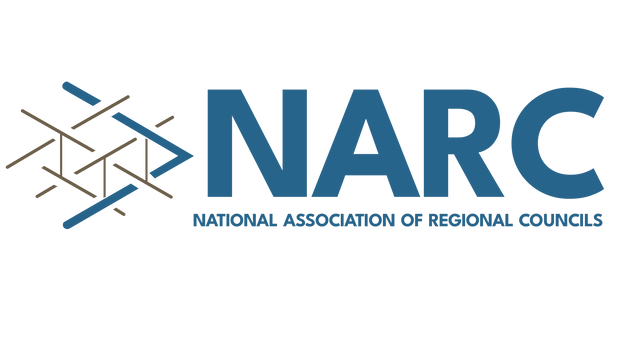 NARC
NATIONAL ASSOCIATION OF REGIONAL COUNCILS